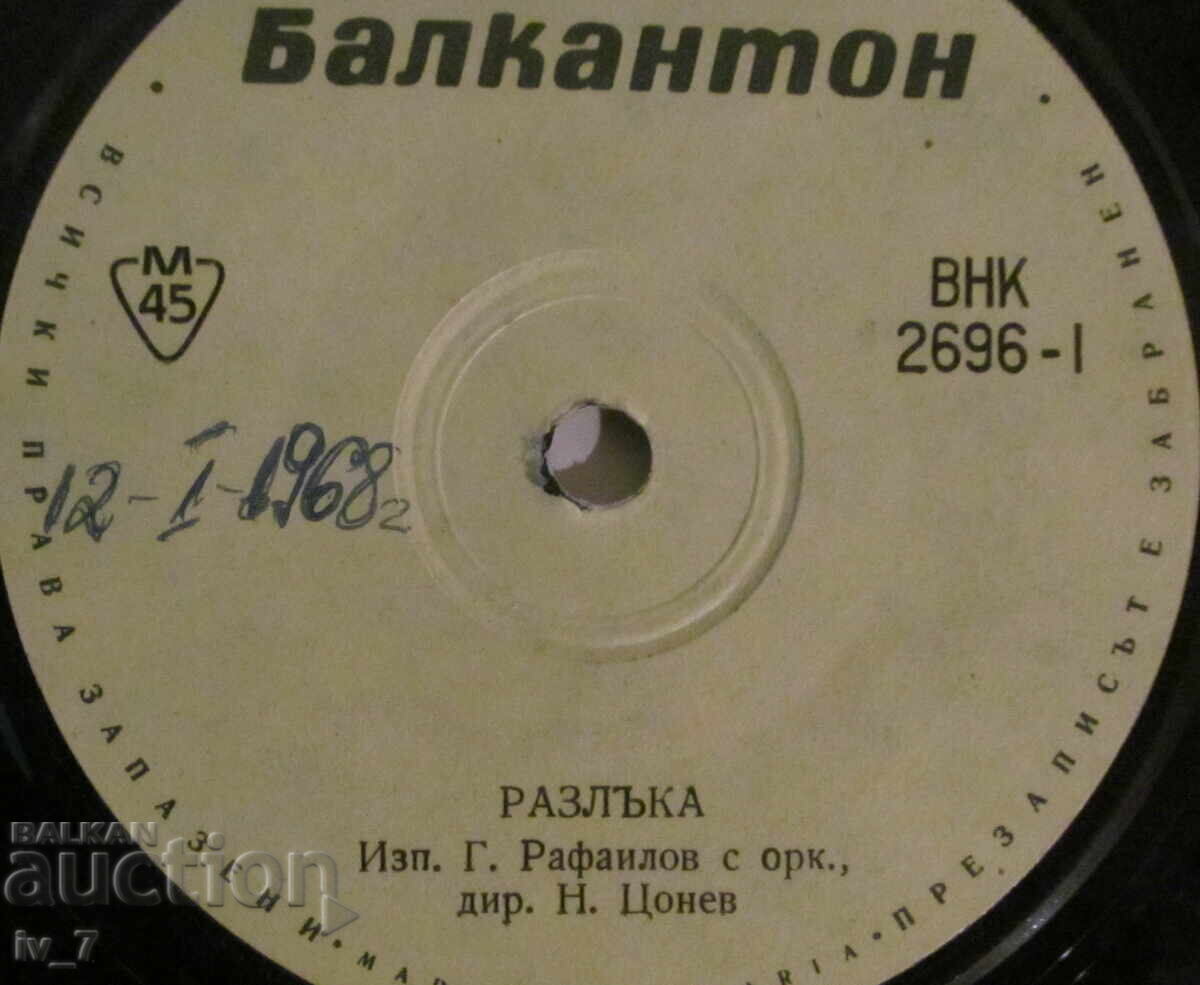 Балкантон
М
45
ВНК
2696-1
12-I-1968г
РАЗЛЪКА
Изп. Г. Рафаилов с орк.,
дир. Н. Цонев
ВСИЧКИ ПРАВА ЗАПАЗЕНИ
ПРЕЗАПИСЪТ Е ЗАБРАНЕН
BALKAN
auction
iv_7